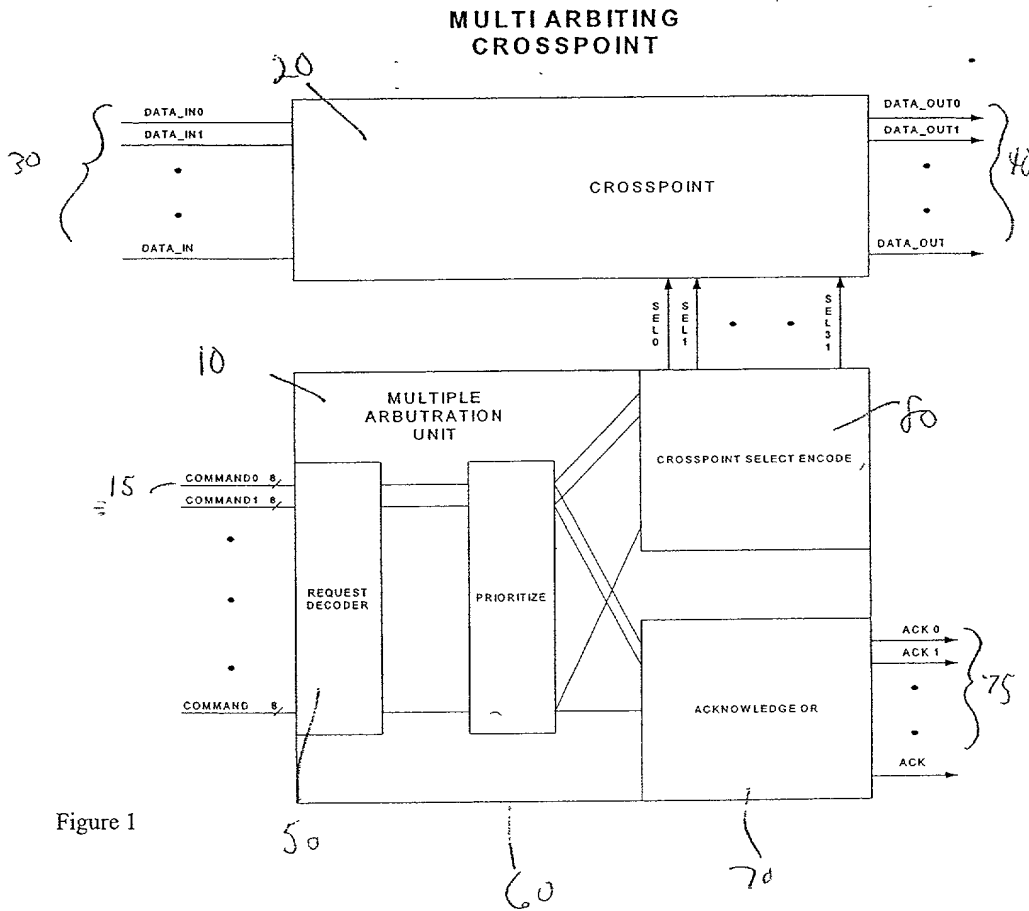 MULTI ARBITING
CROSSPOINT
20
DATA_IN0
DATA_IN1
DATA_IN
30
CROSSPOINT
DATA_OUT0
DATA_OUT1
DATA_OUT
40
SEL0
SEL1
SEL31
10
MULTIPLE
ARBUTRATION
UNIT
80
CROSSPOINT SELECT ENCODE
15
COMMAND0 8
COMMAND1 8
COMMAND 8
REQUEST
DECODER
PRIORITIZE
ACKNOWLEDGE OR
ACK 0
ACK 1
ACK
75
Figure 1
50
60
70